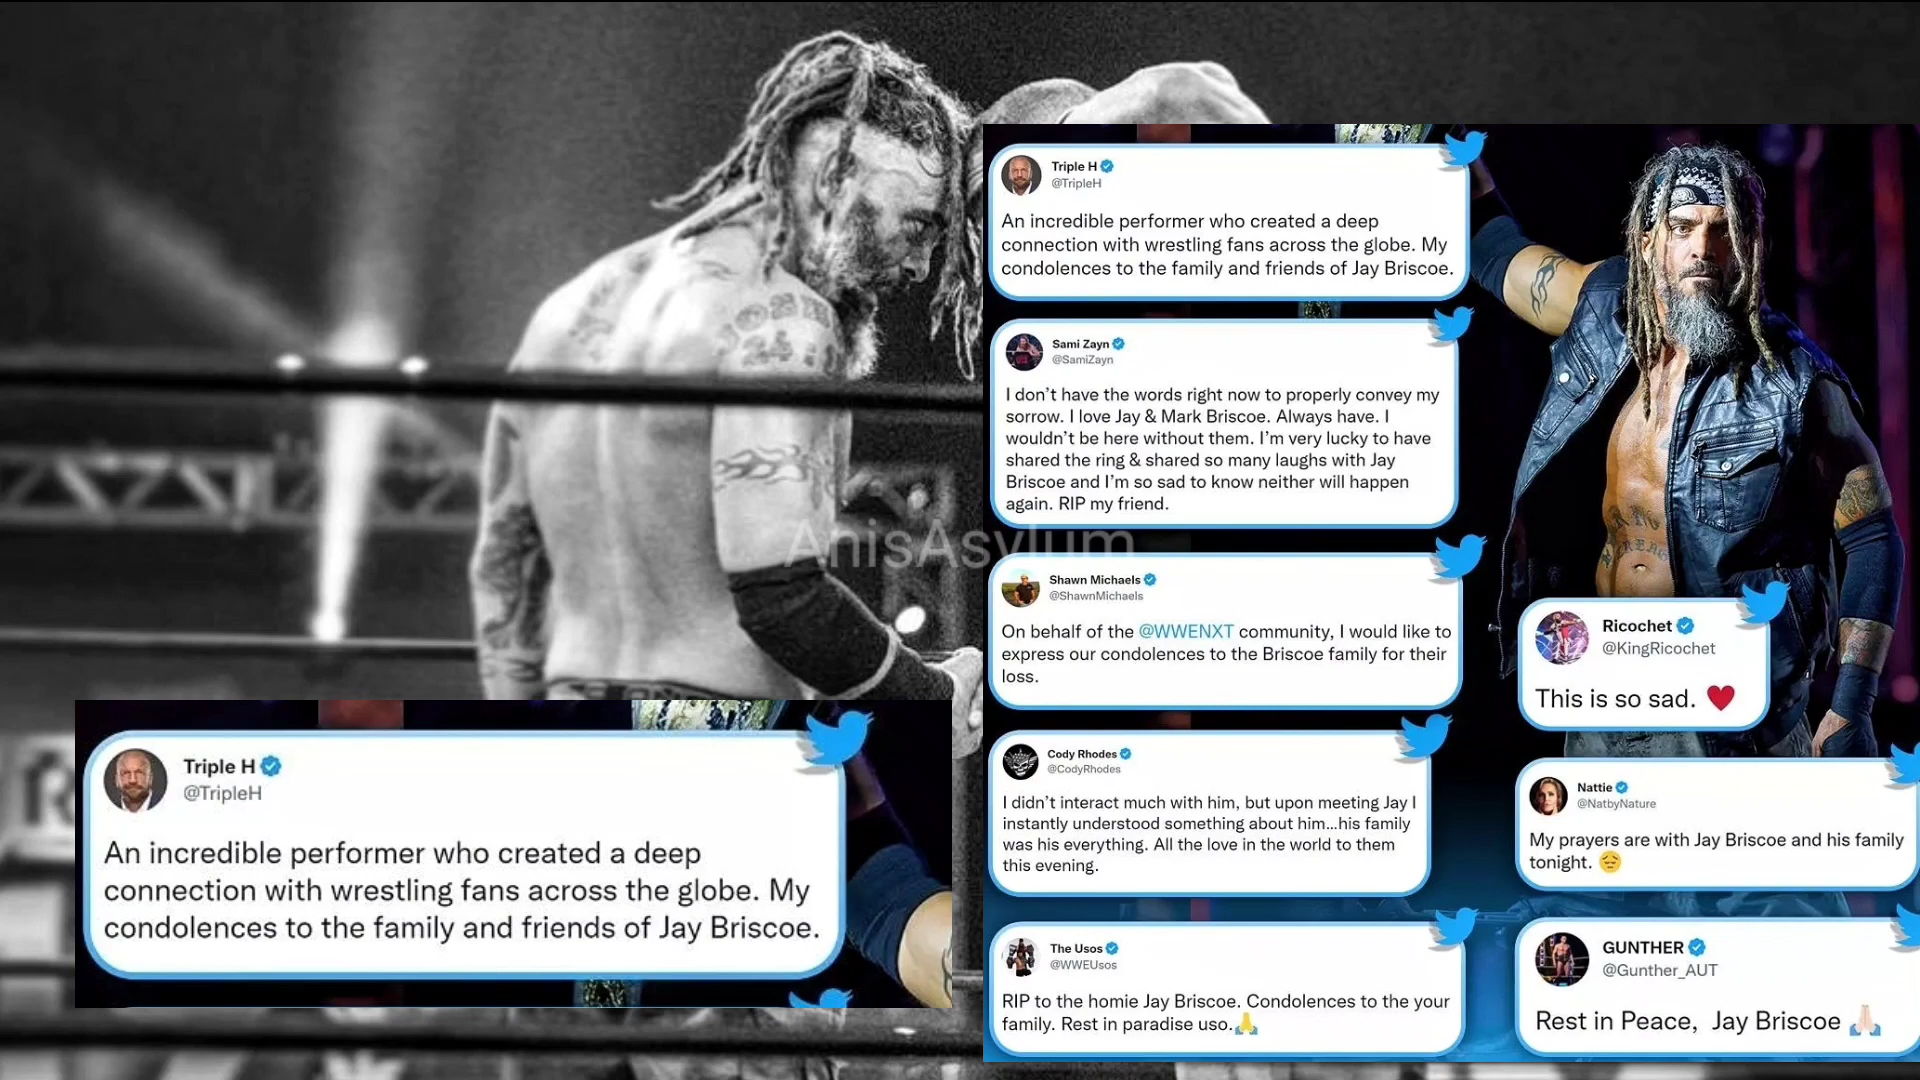 Triple H
@TripleH
An incredible performer who created a deep
connection with wrestling fans across the globe. My
condolences to the family and friends of Jay Briscoe.
Sami Zayn
@SamiZayn
I don't have the words right now to properly convey my
sorrow. I love Jay & Mark Briscoe. Always have. I
wouldn't be here without them. I'm very lucky to have
shared the ring & shared so many laughs with Jay
Briscoe and I'm so sad to know neither will happen
again. RIP my friend.
AnisAsylum
Shawn Michaels
@ShawnMichaels
On behalf of the @WWENXT community, I would like to
express our condolences to the Briscoe family for their
loss.
Cody Rhodes
@CodyRhodes
I didn't interact much with him, but upon meeting Jay I
instantly understood something about him...his family
was his everything. All the love in the world to them
this evening.
The Usos
@WWEUsos
RIP to the homie Jay Briscoe. Condolences to the your
family. Rest in paradise uso.🙏
Ricochet
@KingRicochet
This is so sad. ♥
Nattie
@NatbyNature
My prayers are with Jay Briscoe and his family
tonight. 😔
GUNTHER
@Gunther_AUT
Rest in Peace, Jay Briscoe 🙏🏻
Triple H
@TripleH
An incredible performer who created a deep
connection with wrestling fans across the globe. My
condolences to the family and friends of Jay Briscoe.